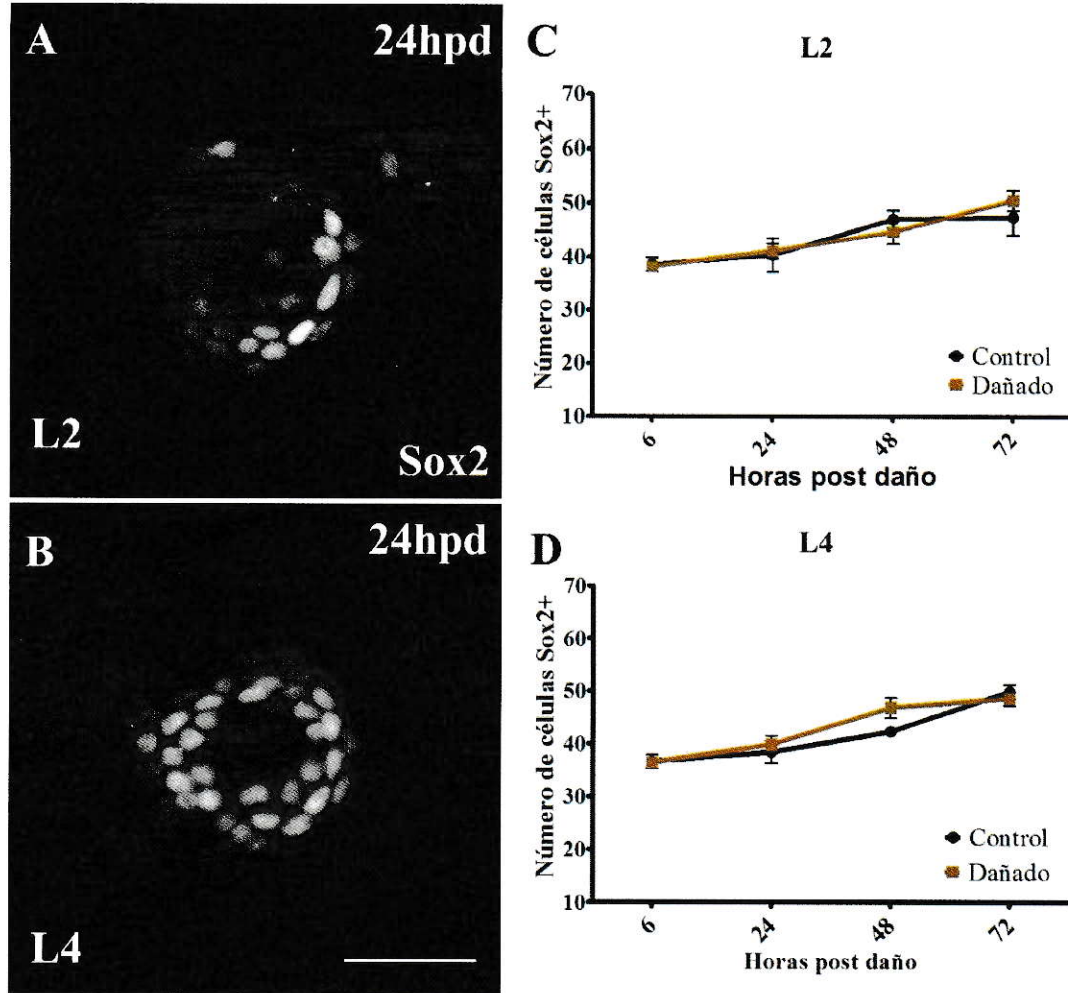 A 24hpd
L2
Sox2
B 24hpd
L4
C L2
Número de células Sox2+
70
60
50
40
30
20
10
Control
Dañado
6 24 48 72
Horas post daño
D L4
Número de células Sox2+
70
60
50
40
30
20
10
Control
Dañado
6 24 48 72
Horas post daño